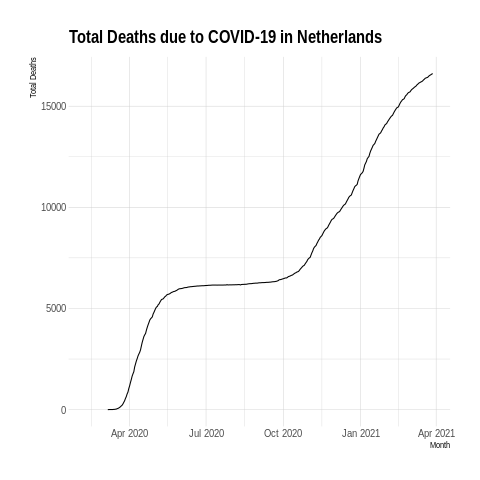 Total Deaths due to COVID-19 in Netherlands
Total Deaths
15000
10000
5000
0
Apr 2020 Jul 2020 Oct 2020 Jan 2021 Apr 2021
Month